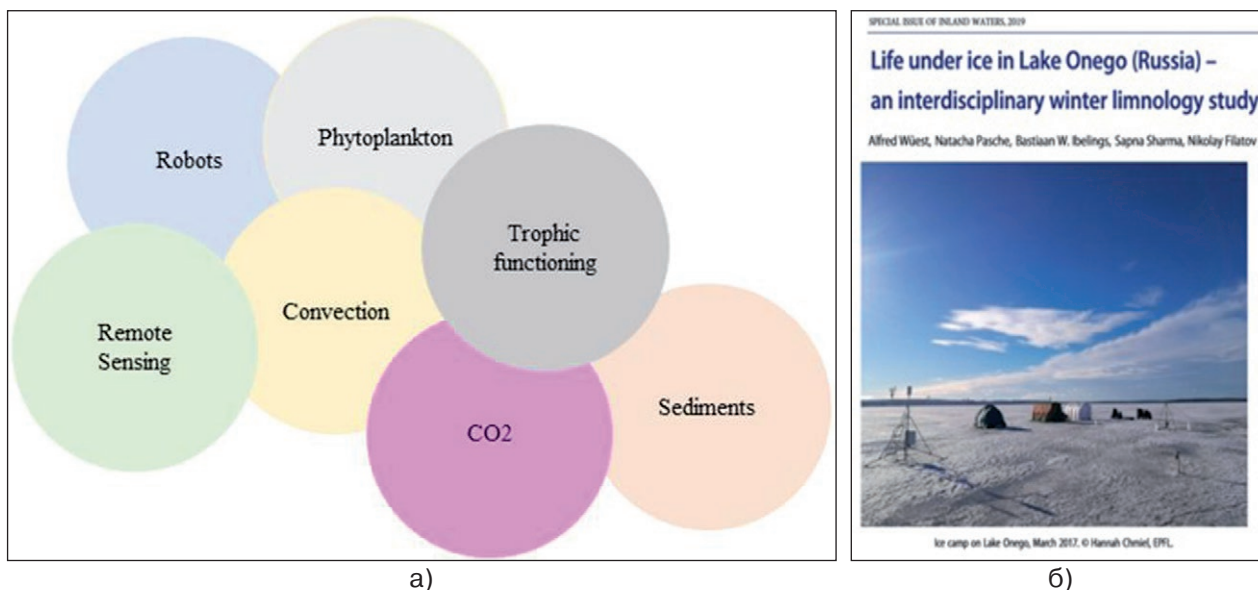 Robots
Phytoplankton
Trophic
functioning
Convection
Remote
Sensing
CO2
Sediments
а)
SPECIAL ISSUE OF INLAND WATERS, 2019
Life under ice in Lake Onego (Russia) –
an interdisciplinary winter limnology study
Alfred Wüest, Natacha Pasche, Bastiaan W. Ibelings, Sapna Sharma, Nikolay Filatov
Ice camp on Lake Onego, March 2017. © Hannah Chmiel, EPFL.
б)